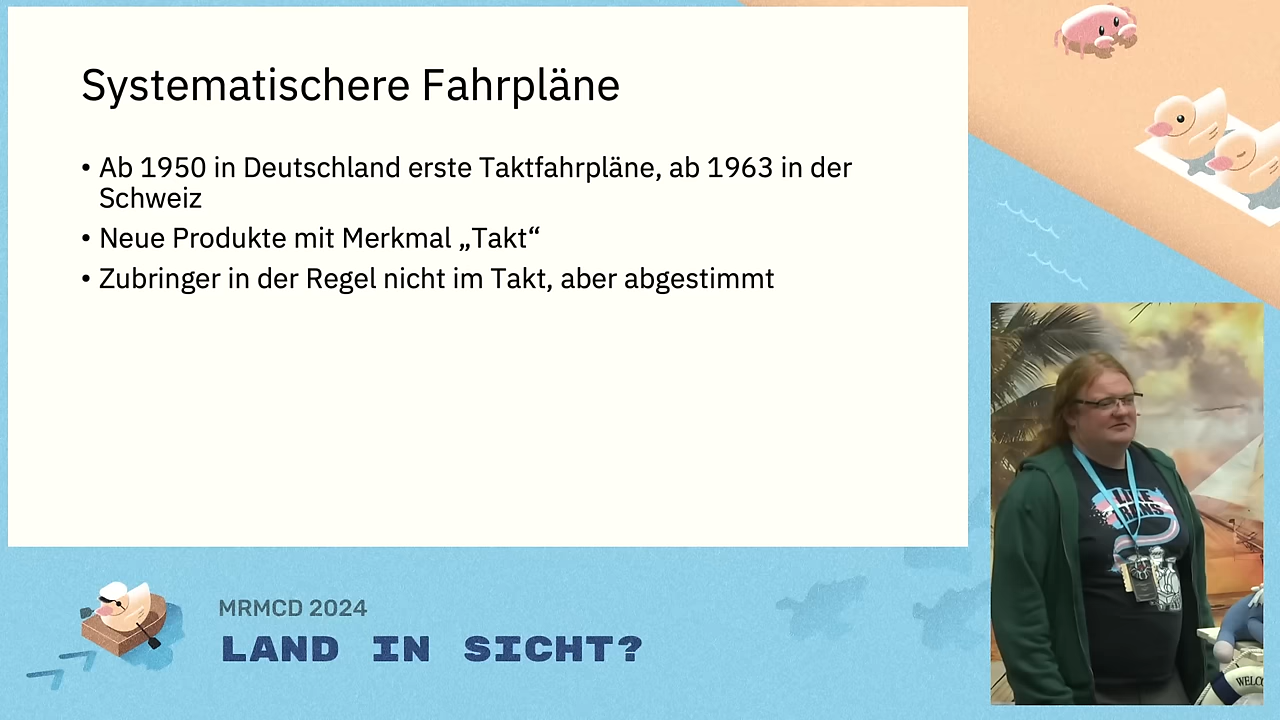 Systematischere Fahrpläne
• Ab 1950 in Deutschland erste Taktfahrpläne, ab 1963 in der
Schweiz
• Neue Produkte mit Merkmal „Takt“
• Zubringer in der Regel nicht im Takt, aber abgestimmt
MRMCD 2024
LAND IN SICHT?